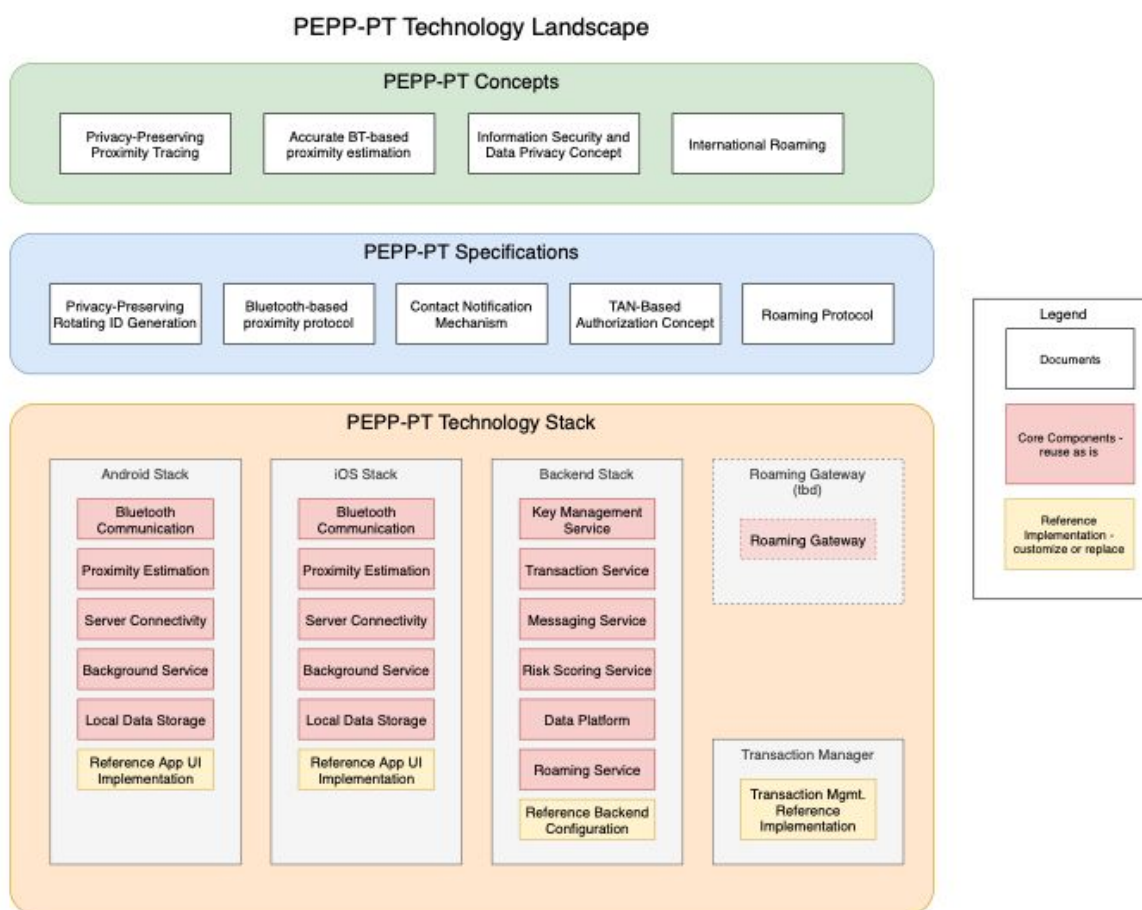 PEPP-PT Technology Landscape
PEPP-PT Concepts
Privacy-Preserving
Proximity Tracing
Accurate BT-based
proximity estimation
Information Security and
Data Privacy Concept
International Roaming
PEPP-PT Specifications
Privacy-Preserving
Rotating ID Generation
Bluetooth-based
proximity protocol
Contact Notification
Mechanism
TAN-Based
Authorization Concept
Roaming Protocol
PEPP-PT Technology Stack
Android Stack
Bluetooth
Communication
Proximity Estimation
Server Connectivity
Background Service
Local Data Storage
Reference App UI
Implementation
iOS Stack
Bluetooth
Communication
Proximity Estimation
Server Connectivity
Background Service
Local Data Storage
Reference App UI
Implementation
Backend Stack
Key Management
Service
Transaction Service
Messaging Service
Risk Scoring Service
Data Platform
Roaming Service
Reference Backend
Configuration
Roaming Gateway
(tbd)
Roaming Gateway
Transaction Manager
Transaction Mgmt.
Reference
Implementation
Legend
Documents
Core Components -
reuse as is
Reference
Implementation -
customize or replace